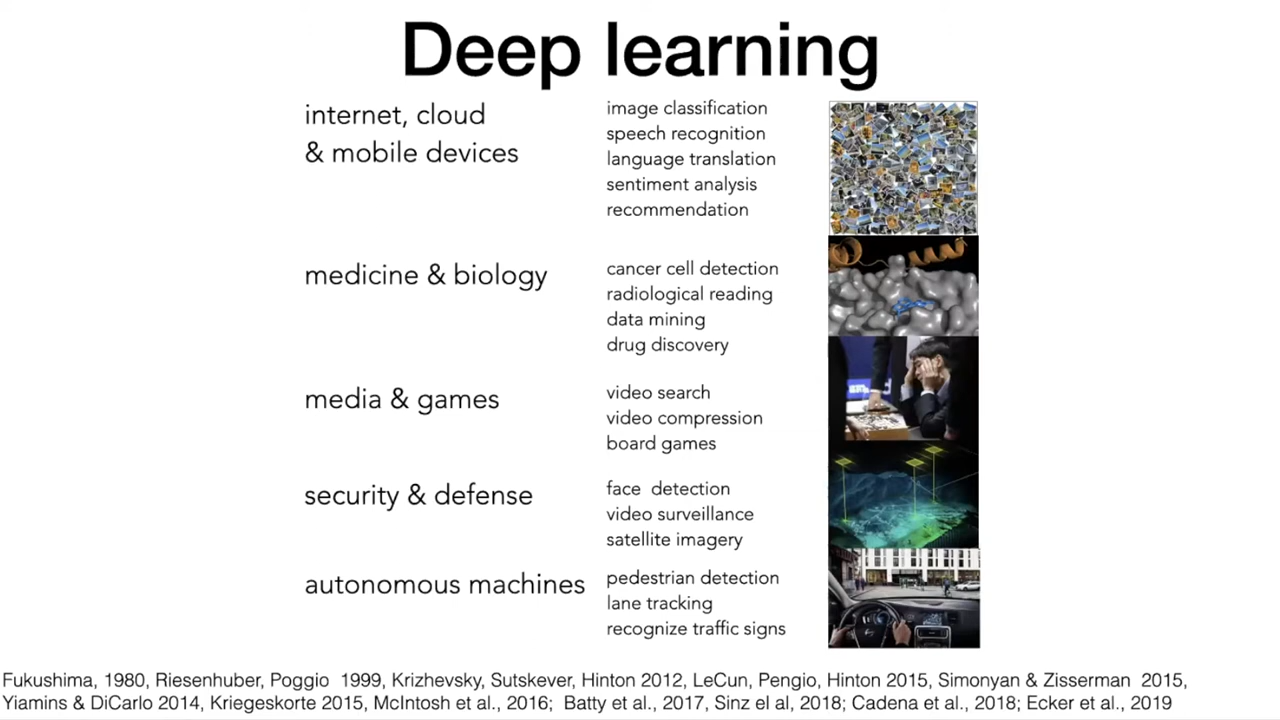 Deep learning
internet, cloud
& mobile devices
image classification
speech recognition
language translation
sentiment analysis
recommendation
medicine & biology
cancer cell detection
radiological reading
data mining
drug discovery
media & games
video search
video compression
board games
security & defense
face  detection
video surveillance
satellite imagery
autonomous machines
pedestrian detection
lane tracking
recognize traffic signs
Fukushima, 1980, Riesenhuber, Poggio  1999, Krizhevsky, Sutskever, Hinton 2012, LeCun, Pengio, Hinton 2015, Simonyan & Zisserman  2015,
Yiamins & DiCarlo 2014, Kriegeskorte 2015, McIntosh et al., 2016;  Batty et al., 2017, Sinz el al, 2018; Cadena et al., 2018; Ecker et al., 2019